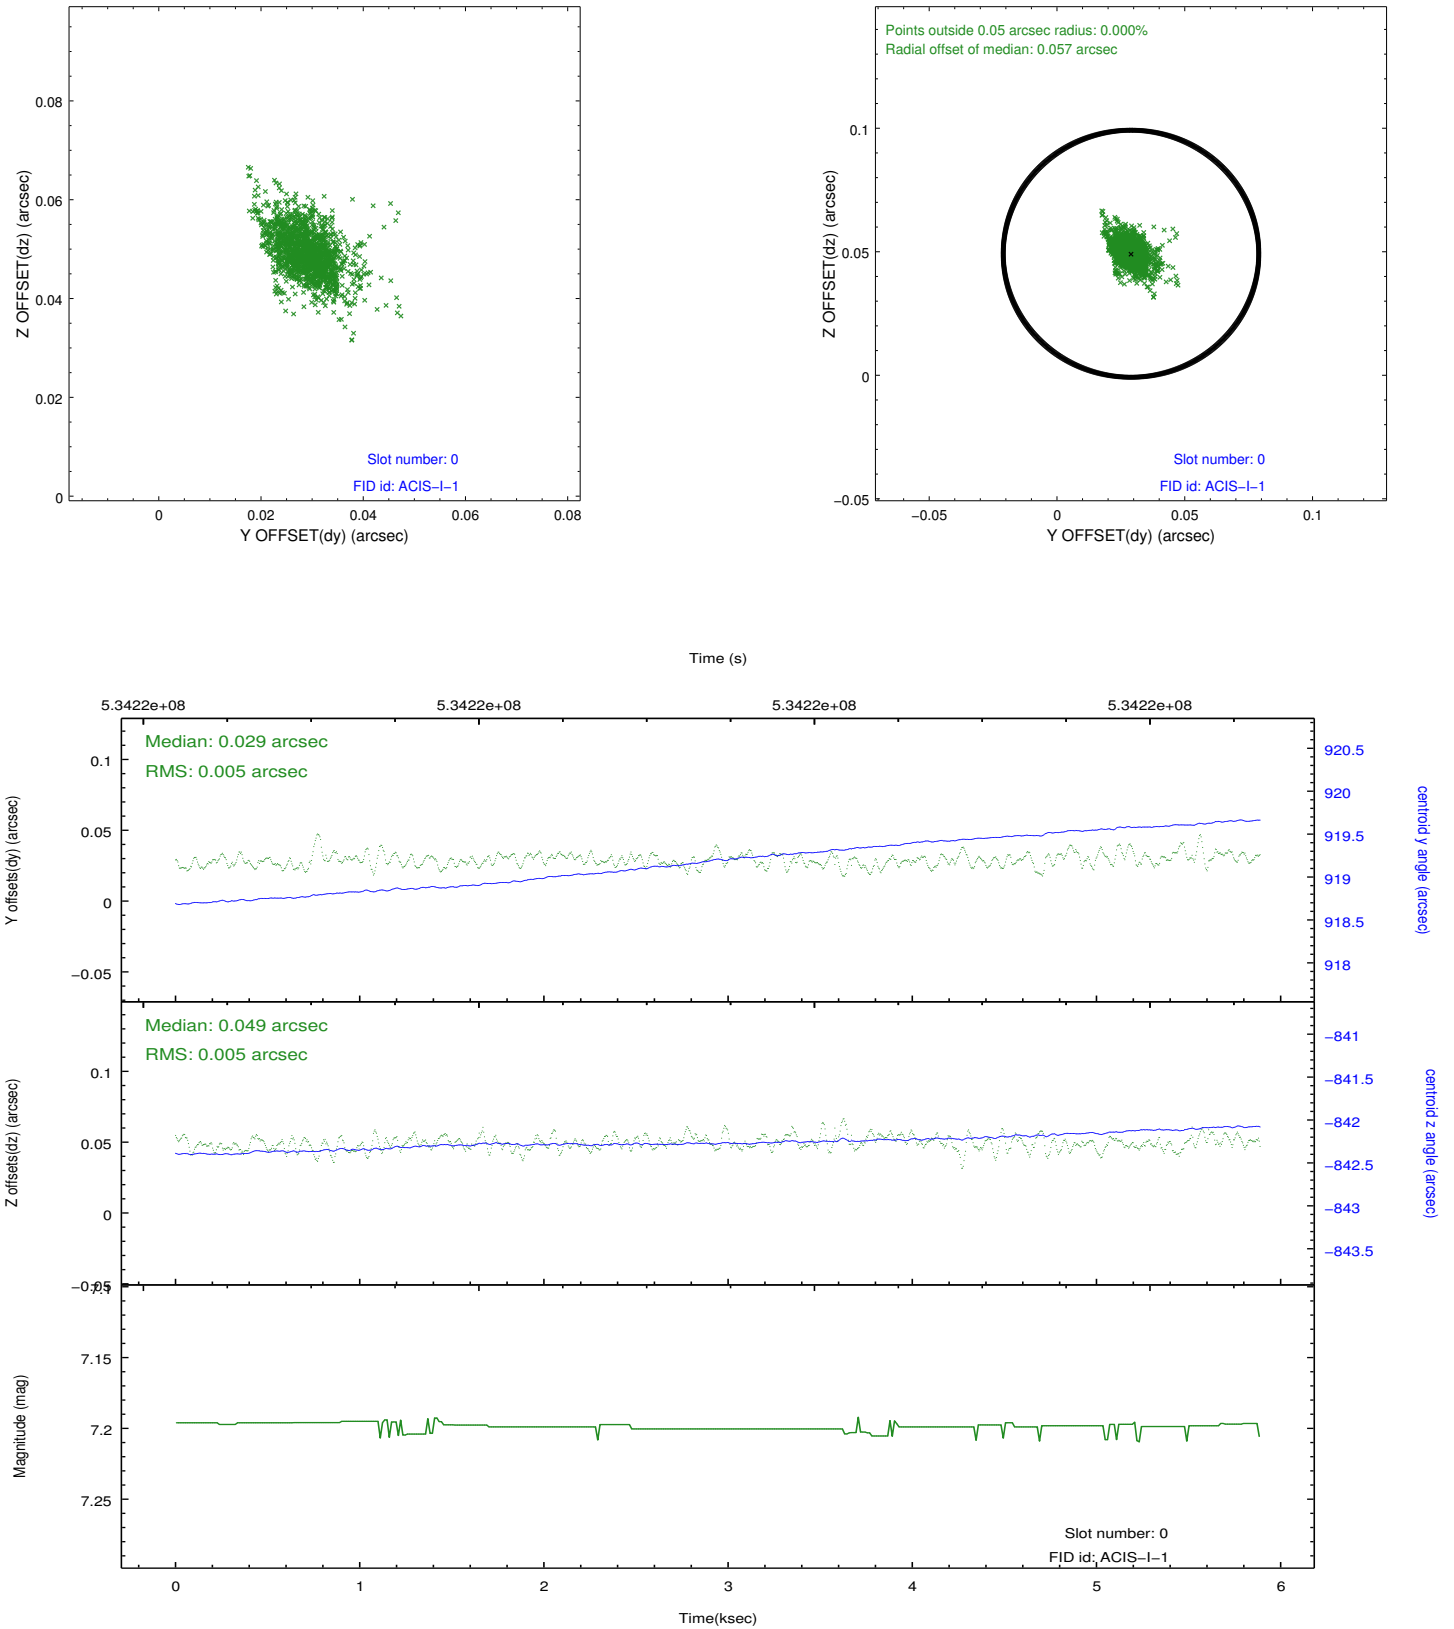 0.08
0.06
0.04
0.02
0
Z OFFSET(dz) (arcsec)
Slot number: 0
FID id: ACIS−I−1
0
0.02
0.04
0.06
0.08
Y OFFSET(dy) (arcsec)
Points outside 0.05 arcsec radius: 0.000%
Radial offset of median: 0.057 arcsec
0.1
0.05
0
−0.05
Z OFFSET(dz) (arcsec)
Slot number: 0
FID id: ACIS−I−1
−0.05
0
0.05
0.1
Y OFFSET(dy) (arcsec)
Time (s)
5.3422e+08
5.3422e+08
5.3422e+08
5.3422e+08
Median: 0.029 arcsec
RMS: 0.005 arcsec
0.1
0.05
0
−0.05
Y offsets(dy) (arcsec)
920.5
920
919.5
919
918.5
918
centroid y angle (arcsec)
Median: 0.049 arcsec
RMS: 0.005 arcsec
0.1
0.05
0
−0.05
Z offsets(dz) (arcsec)
−841
−841.5
−842
−842.5
−843
−843.5
centroid z angle (arcsec)
7.1
7.15
7.2
7.25
Magnitude (mag)
Slot number: 0
FID id: ACIS−I−1
0
1
2
3
4
5
6
Time(ksec)